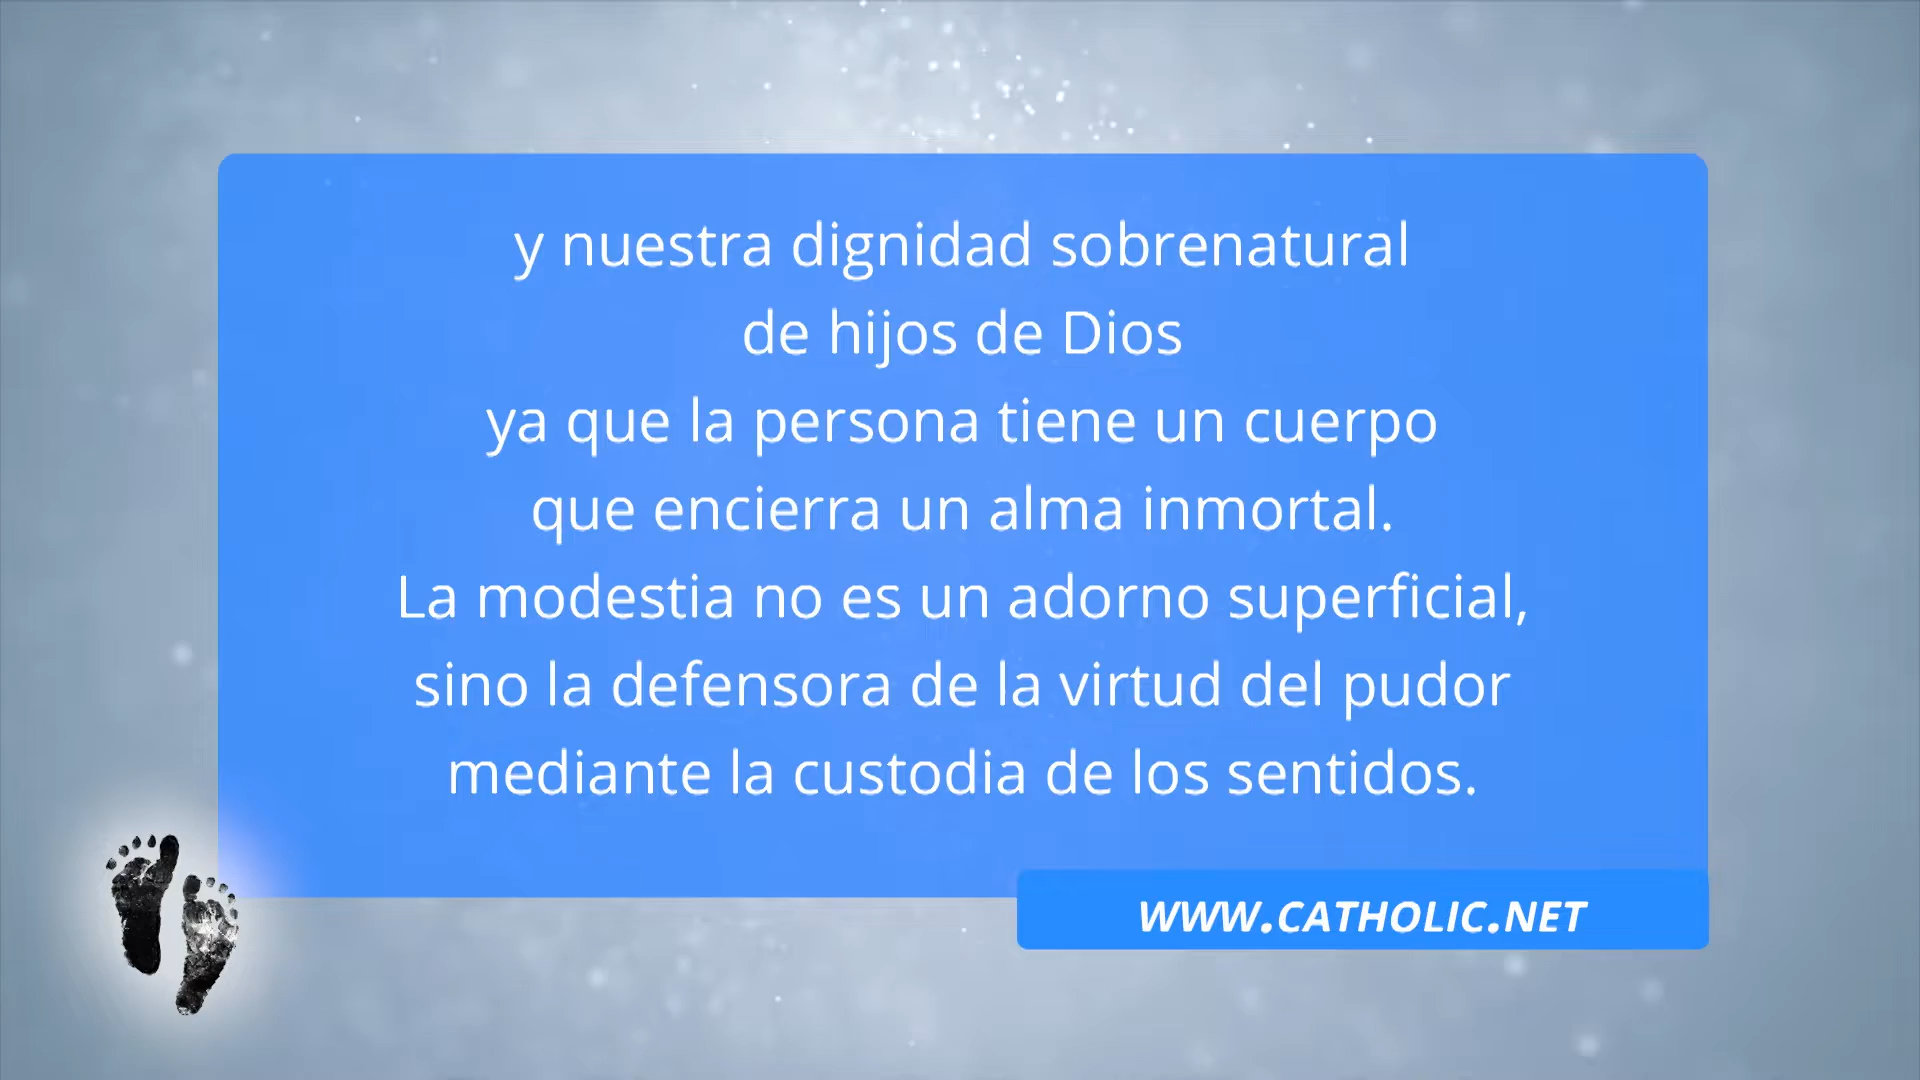 y nuestra dignidad sobrenatural
de hijos de Dios
ya que la persona tiene un cuerpo
que encierra un alma inmortal.
La modestia no es un adorno superficial,
sino la defensora de la virtud del pudor
mediante la custodia de los sentidos.
WWW.CATHOLIC.NET